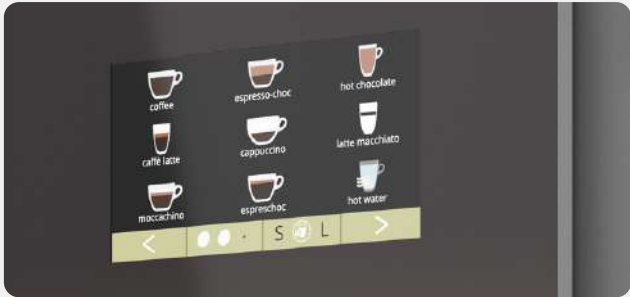 coffee espresso-choc hot chocolate
caffè latte cappuccino latte macchiato
moccachino espreschoc hot water
< S L >